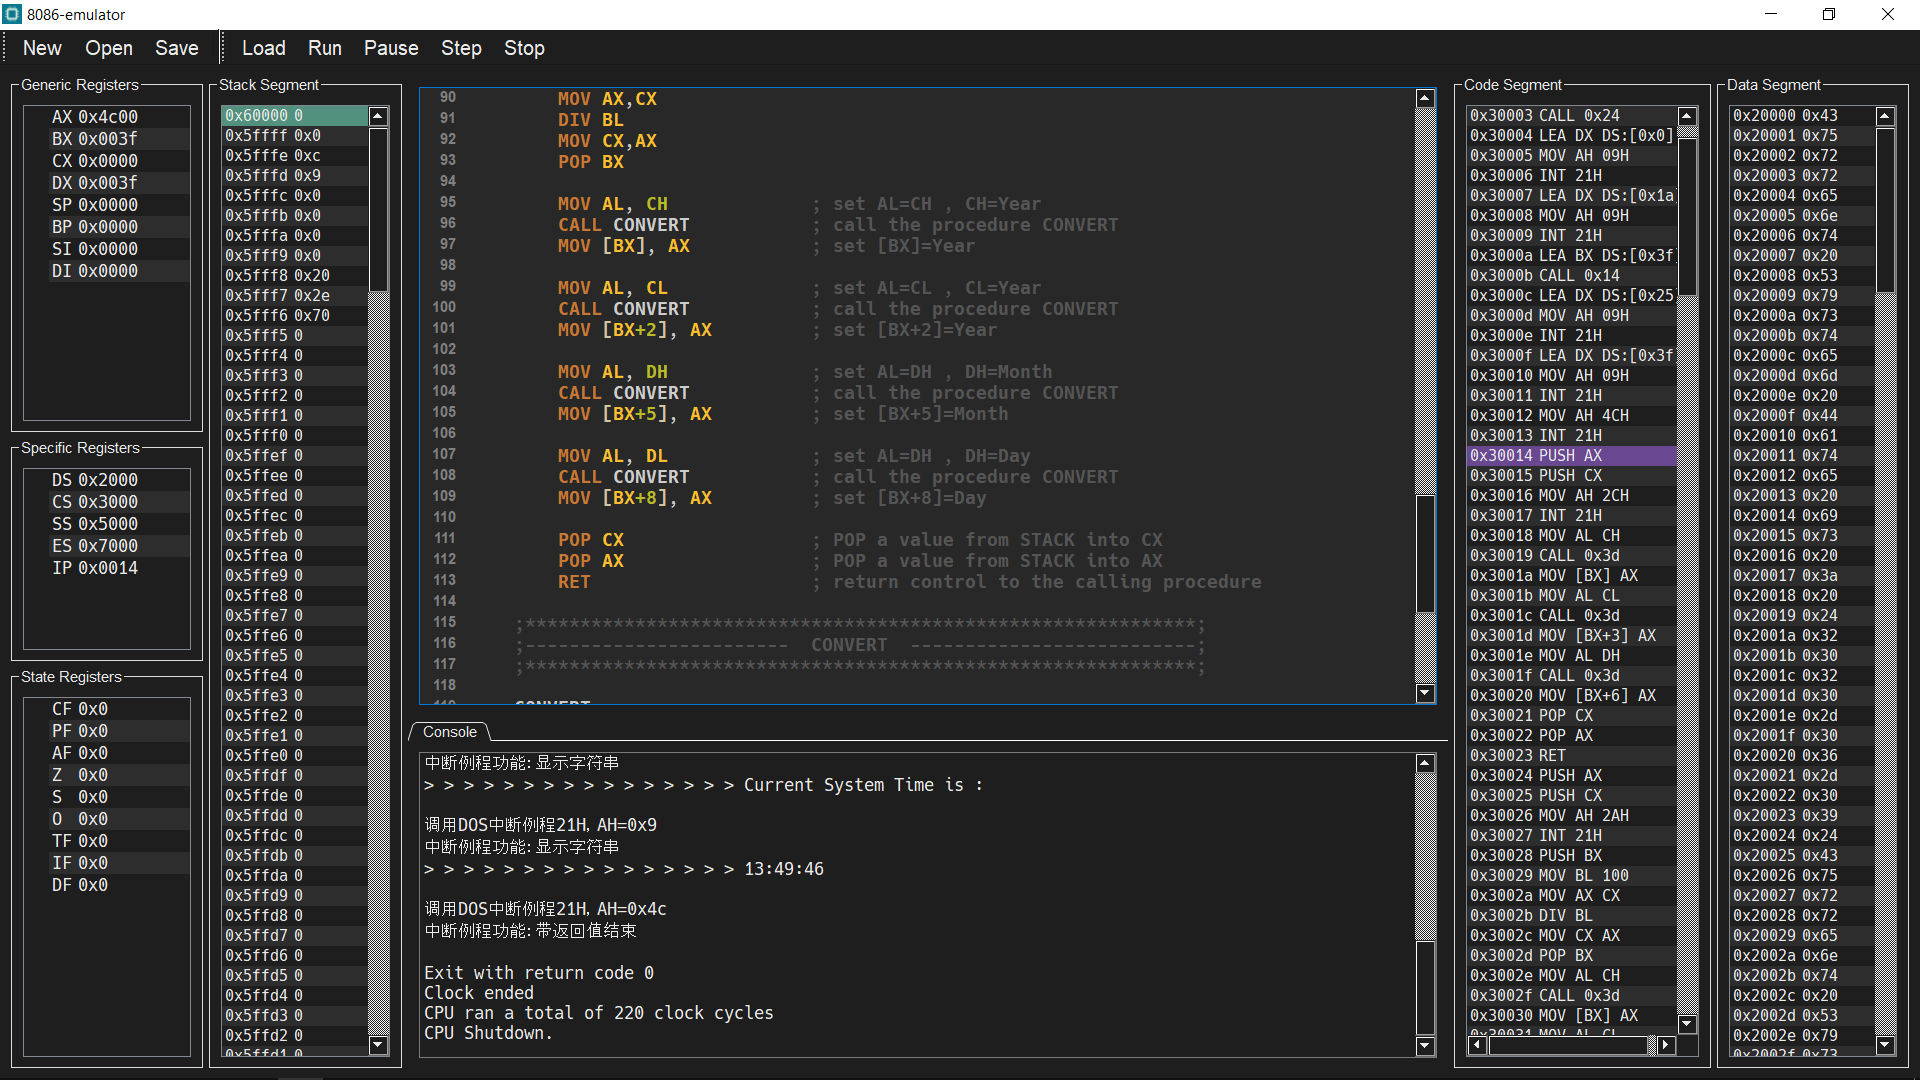 8086-emulator
New Open Save Load Run Pause Step Stop
Generic Registers
AX 0x4c00
BX 0x003f
CX 0x0000
DX 0x003f
SP 0x0000
BP 0x0000
SI 0x0000
DI 0x0000
Specific Registers
DS 0x2000
CS 0x3000
SS 0x5000
ES 0x7000
IP 0x0014
State Registers
CF 0x0
PF 0x0
AF 0x0
Z 0x0
S 0x0
O 0x0
TF 0x0
IF 0x0
DF 0x0
Stack Segment
0x60000 0
0x5ffff 0x0
0x5fffe 0xc
0x5fffd 0x9
0x5fffc 0x0
0x5fffb 0x0
0x5fffa 0x0
0x5fff9 0x0
0x5fff8 0x20
0x5fff7 0x2e
0x5fff6 0x70
0x5fff5 0
0x5fff4 0
0x5fff3 0
0x5fff2 0
0x5fff1 0
0x5fff0 0
0x5ffef 0
0x5ffee 0
0x5ffed 0
0x5ffec 0
0x5ffeb 0
0x5ffea 0
0x5ffe9 0
0x5ffe8 0
0x5ffe7 0
0x5ffe6 0
0x5ffe5 0
0x5ffe4 0
0x5ffe3 0
0x5ffe2 0
0x5ffe1 0
0x5ffe0 0
0x5ffdf 0
0x5ffde 0
0x5ffdd 0
0x5ffdc 0
0x5ffdb 0
0x5ffda 0
0x5ffd9 0
0x5ffd8 0
0x5ffd7 0
0x5ffd6 0
0x5ffd5 0
0x5ffd4 0
0x5ffd3 0
0x5ffd2 0
0x5ffd1 0
90 MOV AX,CX
91 DIV BL
92 MOV CX,AX
93 POP BX
94
95 MOV AL, CH ; set AL=CH , CH=Year
96 CALL CONVERT ; call the procedure CONVERT
97 MOV [BX], AX ; set [BX]=Year
98
99 MOV AL, CL ; set AL=CL , CL=Year
100 CALL CONVERT ; call the procedure CONVERT
101 MOV [BX+2], AX ; set [BX+2]=Year
102
103 MOV AL, DH ; set AL=DH , DH=Month
104 CALL CONVERT ; call the procedure CONVERT
105 MOV [BX+5], AX ; set [BX+5]=Month
106
107 MOV AL, DL ; set AL=DH , DH=Day
108 CALL CONVERT ; call the procedure CONVERT
109 MOV [BX+8], AX ; set [BX+8]=Day
110
111 POP CX ; POP a value from STACK into CX
112 POP AX ; POP a value from STACK into AX
113 RET ; return control to the calling procedure
114
115 ;*************************************************************;
116 ;------------------------ CONVERT --------------------------;
117 ;*************************************************************;
118
119 CONVERT
Console
中断例程功能: 显示字符串
> > > > > > > > > > > > > > > > Current System Time is :
调用DOS中断例程21H, AH=0x9
中断例程功能: 显示字符串
> > > > > > > > > > > > > > > > 13:49:46
调用DOS中断例程21H, AH=0x4c
中断例程功能: 带返回值结束
Exit with return code 0
Clock ended
CPU ran a total of 220 clock cycles
CPU Shutdown.
Code Segment
0x30003 CALL 0x24
0x30004 LEA DX DS:[0x0]
0x30005 MOV AH 09H
0x30006 INT 21H
0x30007 LEA DX DS:[0x1a]
0x30008 MOV AH 09H
0x30009 INT 21H
0x3000a LEA BX DS:[0x3f
0x3000b CALL 0x14
0x3000c LEA DX DS:[0x25
0x3000d MOV AH 09H
0x3000e INT 21H
0x3000f LEA DX DS:[0x3f
0x30010 MOV AH 09H
0x30011 INT 21H
0x30012 MOV AH 4CH
0x30013 INT 21H
0x30014 PUSH AX
0x30015 PUSH CX
0x30016 MOV AH 2CH
0x30017 INT 21H
0x30018 MOV AL CH
0x30019 CALL 0x3d
0x3001a MOV [BX] AX
0x3001b MOV AL CL
0x3001c CALL 0x3d
0x3001d MOV [BX+3] AX
0x3001e MOV AL DH
0x3001f CALL 0x3d
0x30020 MOV [BX+6] AX
0x30021 POP CX
0x30022 POP AX
0x30023 RET
0x30024 PUSH AX
0x30025 PUSH CX
0x30026 MOV AH 2AH
0x30027 INT 21H
0x30028 PUSH BX
0x30029 MOV BL 100
0x3002a MOV AX CX
0x3002b DIV BL
0x3002c MOV CX AX
0x3002d POP BX
0x3002e MOV AL CH
0x3002f CALL 0x3d
0x30030 MOV [BX] AX
0x30031 MOV AL CL
Data Segment
0x20000 0x43
0x20001 0x75
0x20002 0x72
0x20003 0x72
0x20004 0x65
0x20005 0x6e
0x20006 0x74
0x20007 0x20
0x20008 0x53
0x20009 0x79
0x2000a 0x73
0x2000b 0x74
0x2000c 0x65
0x2000d 0x6d
0x2000e 0x20
0x2000f 0x44
0x20010 0x61
0x20011 0x74
0x20012 0x65
0x20013 0x20
0x20014 0x69
0x20015 0x73
0x20016 0x20
0x20017 0x3a
0x20018 0x20
0x20019 0x24
0x2001a 0x32
0x2001b 0x30
0x2001c 0x32
0x2001d 0x30
0x2001e 0x2d
0x2001f 0x30
0x20020 0x36
0x20021 0x2d
0x20022 0x30
0x20023 0x39
0x20024 0x24
0x20025 0x43
0x20026 0x75
0x20027 0x72
0x20028 0x72
0x20029 0x65
0x2002a 0x6e
0x2002b 0x74
0x2002c 0x20
0x2002d 0x53
0x2002e 0x79
0x2002f 0x73